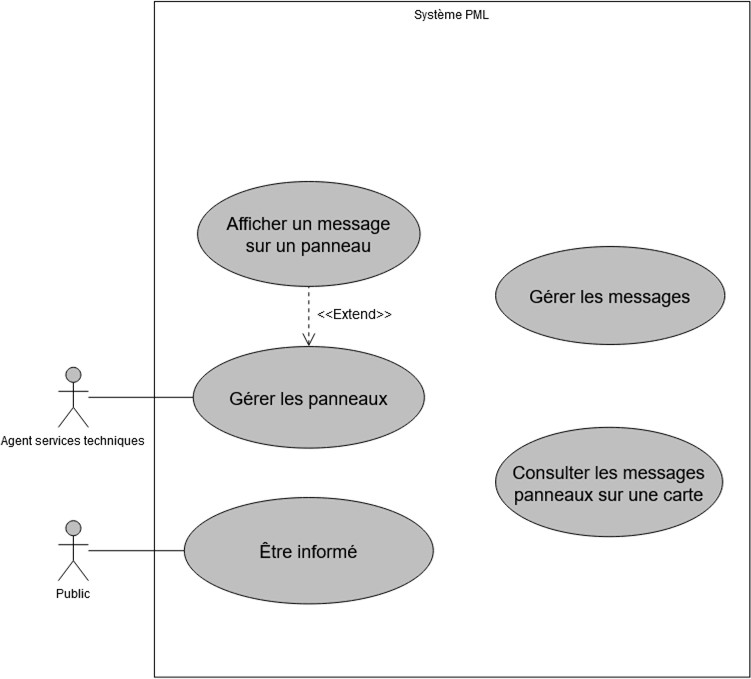 Système PML
Afficher un message
sur un panneau
<<Extend>>
Gérer les messages
Gérer les panneaux
Agent services techniques
Consulter les messages
panneaux sur une carte
Être informé
Public